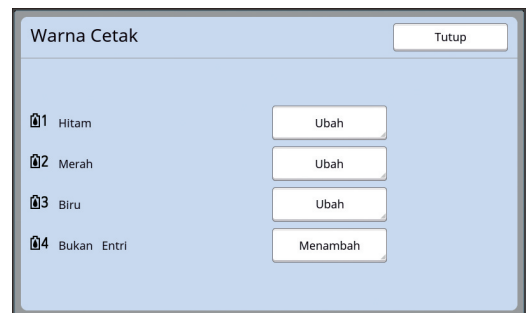 Warna Cetak Tutup
1 Hitam Ubah
2 Merah Ubah
3 Biru Ubah
4 Bukan Entri Menambah